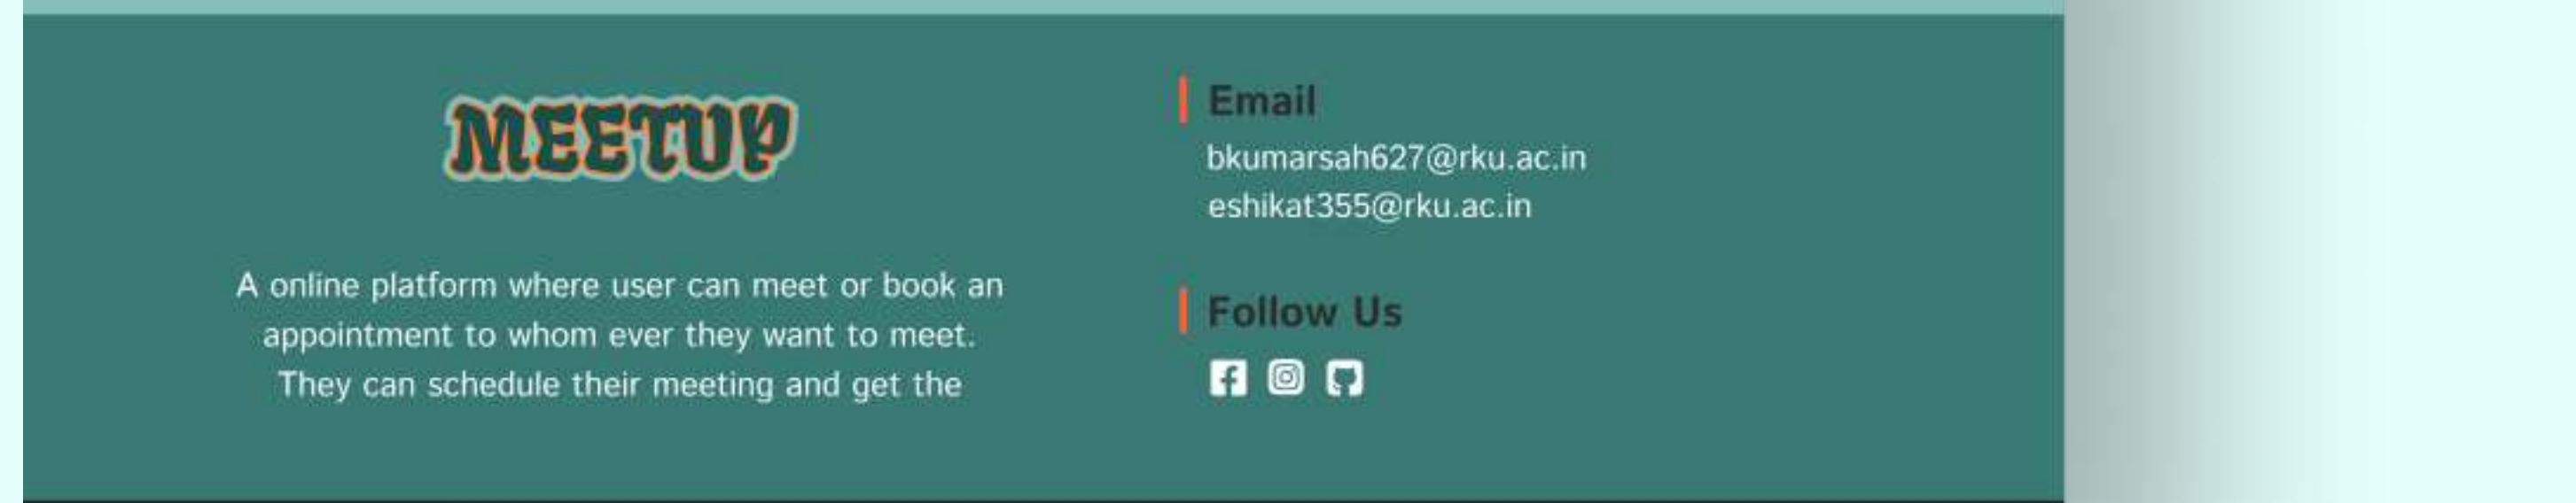 MEETUP
A online platform where user can meet or book an
appointment to whom ever they want to meet.
They can schedule their meeting and get the
Email
bkumarsah627@rku.ac.in
eshikat355@rku.ac.in
Follow Us